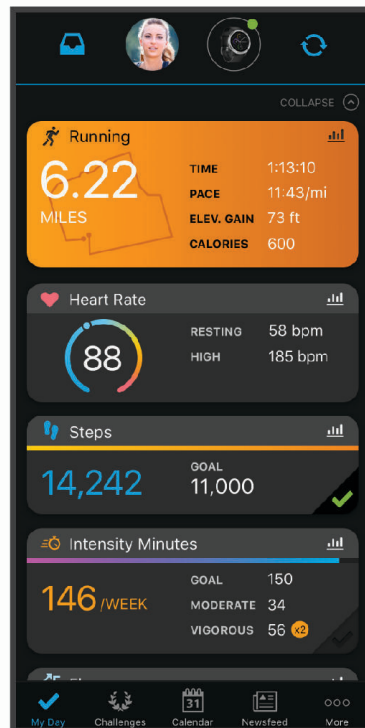 COLLAPSE
Running
6.22
MILES
TIME 1:13:10
PACE 11:43/mi
ELEV. GAIN 73 ft
CALORIES 600
Heart Rate
88
RESTING 58 bpm
HIGH 185 bpm
Steps
14,242
GOAL
11,000
Intensity Minutes
146 /WEEK
GOAL 150
MODERATE 34
VIGOROUS 56 x2
31
My Day Challenges Calendar Newsfeed More